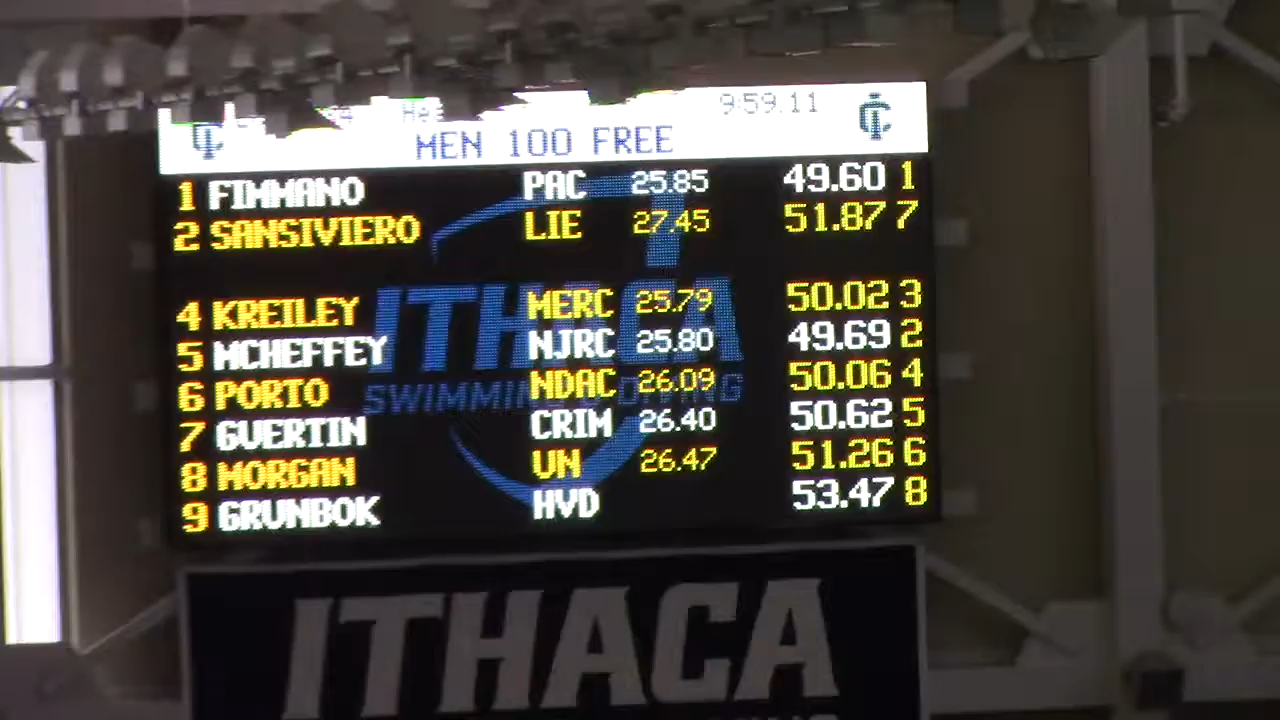 9:59.11
MEN 100 FREE
1 FIMMANO PAC 25.85 49.60 1
2 SANSIVIERO LIE 27.45 51.87 7
4 KREILEY MERC 25.79 50.02 3
5 MCHEFFEY NJRC 25.80 49.69 2
6 PORTO NDAC 26.09 50.06 4
7 GUERTIN CRIM 26.40 50.62 5
8 MORGAN UN 26.47 51.26 6
9 GRUNBOK HVD 53.47 8
ITHACA
SWIMMING & DIVING
ITHACA